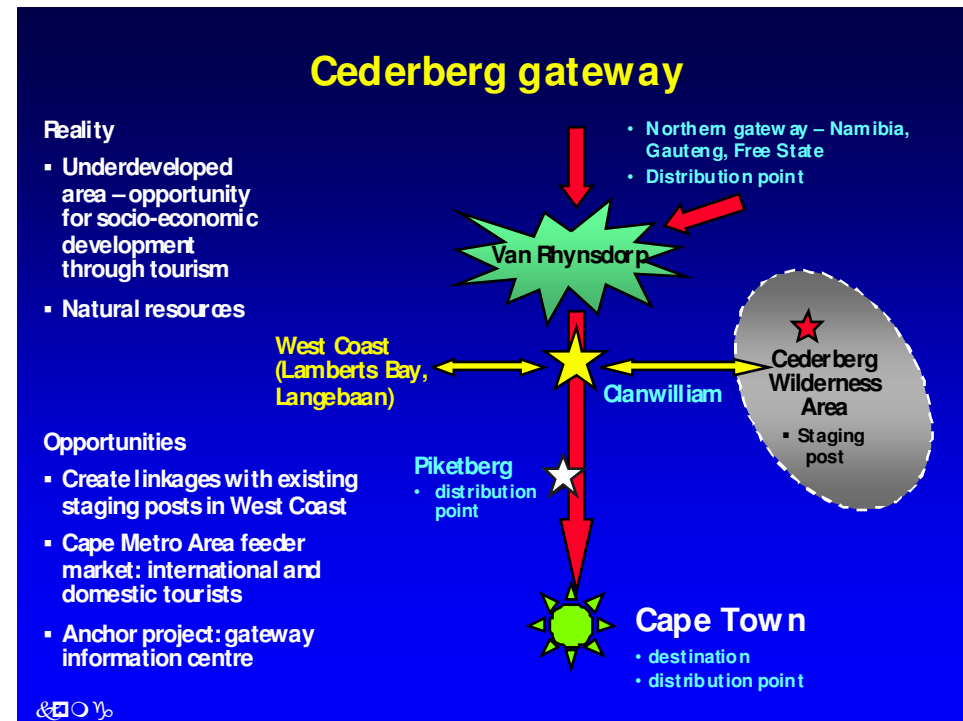 Cederberg gateway
Reality
▪ Underdeveloped
area – opportunity
for socio-economic
development
through tourism
▪ Natural resources
• Northern gateway – Namibia,
Gauteng, Free State
• Distribution point
Van Rhynsdorp
West Coast
(Lamberts Bay,
Langebaan)
Clanwilliam
Cederberg
Wilderness
Area
▪ Staging
post
Opportunities
▪ Create linkages with existing
staging posts in West Coast
▪ Cape Metro Area feeder
market: international and
domestic tourists
▪ Anchor project: gateway
information centre
Piketberg
• distribution
point
Cape Town
• destination
• distribution point